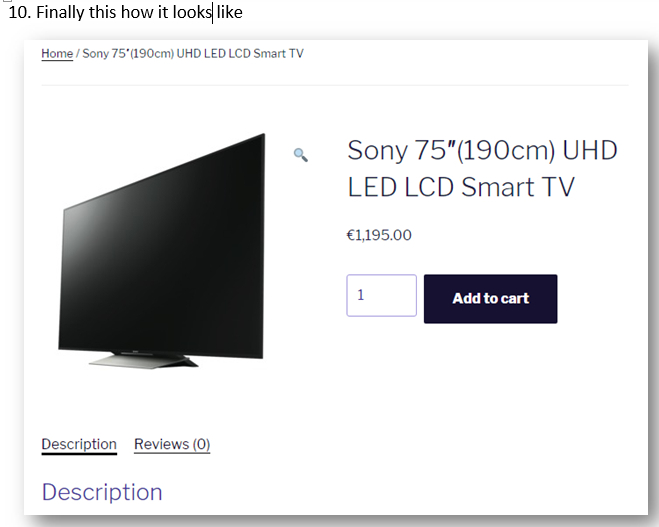 10. Finally this how it looks like
Home / Sony 75″(190cm) UHD LED LCD Smart TV
Sony 75″(190cm) UHD
LED LCD Smart TV
€1,195.00
1
Add to cart
Description Reviews (0)
Description